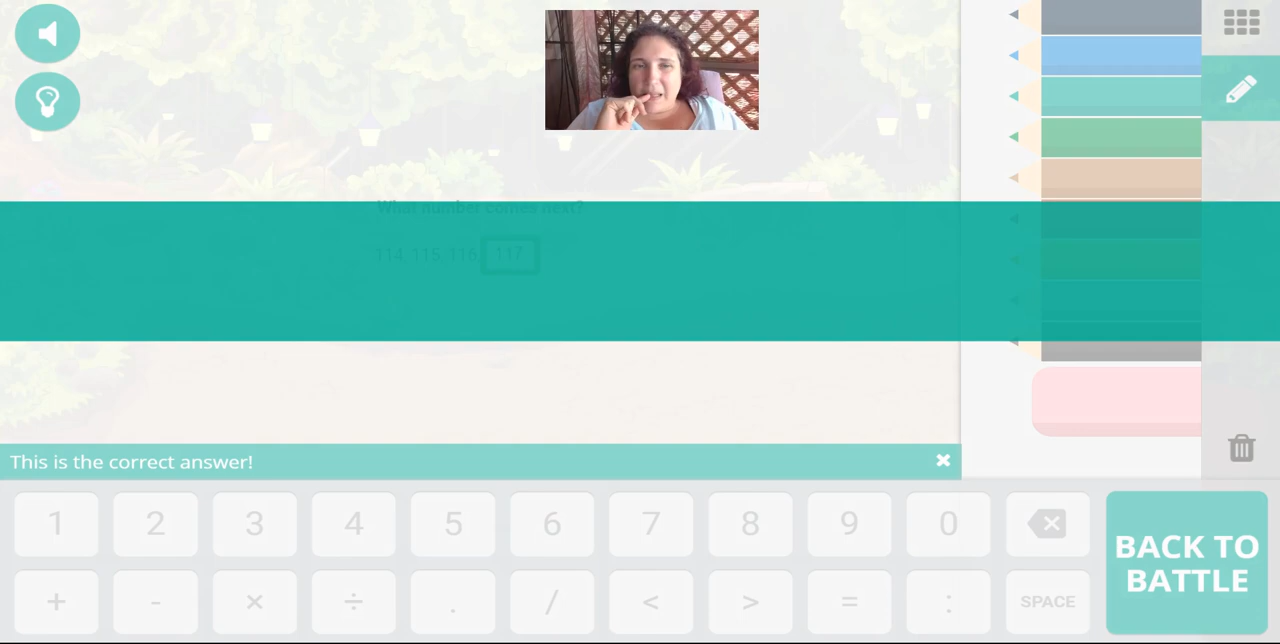 What number comes next?
114, 115, 116, 117
This is the correct answer!
1 2 3 4 5 6 7 8 9 0
+ - × ÷ . / < > = : SPACE
BACK TO
BATTLE